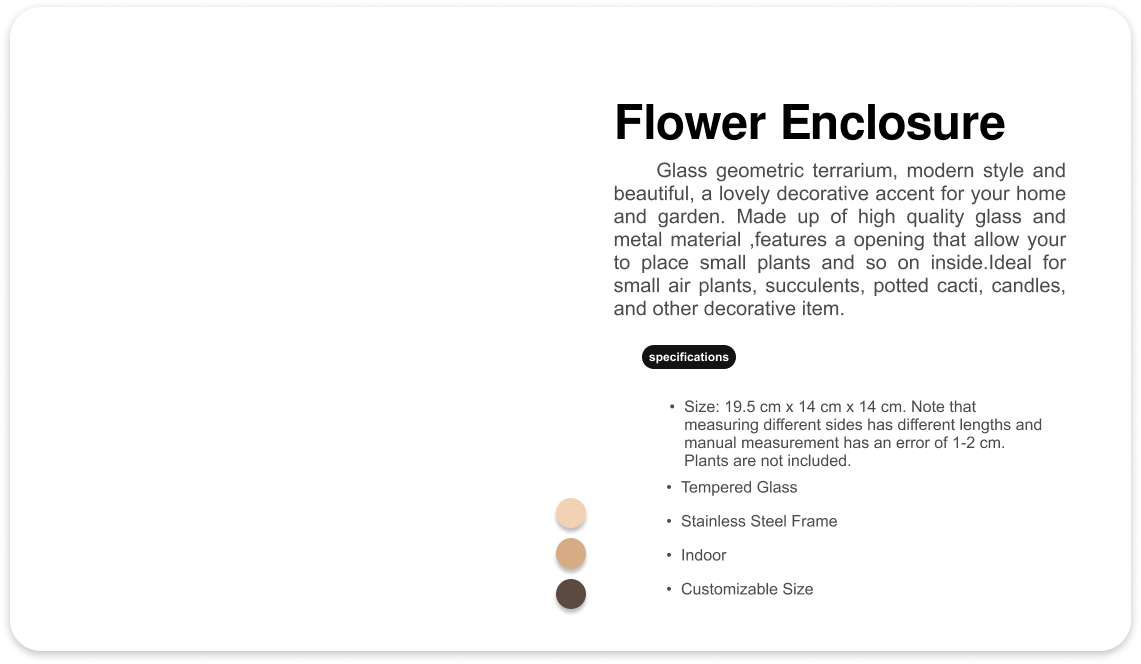 Flower Enclosure
Glass geometric terrarium, modern style and
beautiful, a lovely decorative accent for your home
and garden. Made up of high quality glass and
metal material ,features a opening that allow your
to place small plants and so on inside.Ideal for
small air plants, succulents, potted cacti, candles,
and other decorative item.
specifications
• Size: 19.5 cm x 14 cm x 14 cm. Note that
measuring different sides has different lengths and
manual measurement has an error of 1-2 cm.
Plants are not included.
• Tempered Glass
• Stainless Steel Frame
• Indoor
• Customizable Size